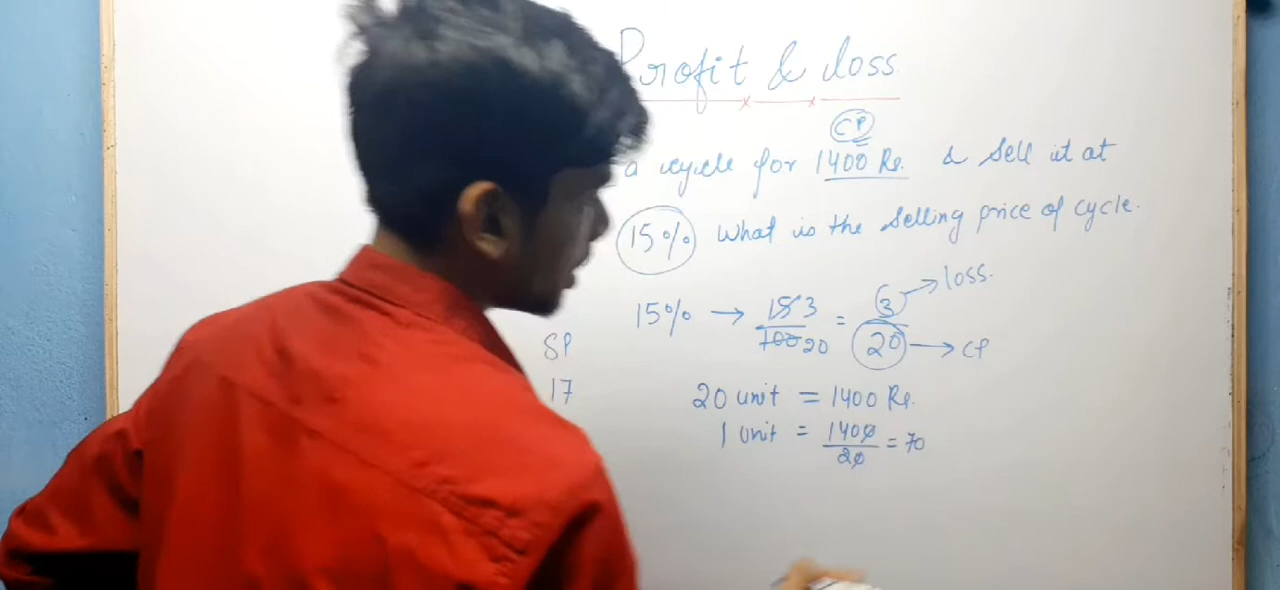 Profit & loss
CP
a cycle for 1400 Rs. & Sell it at
15% What is the selling price of cycle.
15% → 15 3 / 100 20 = 3 / 20 → loss.
→ CP
SP
17
20 unit = 1400 Rs.
1 unit = 1400 / 20 = 70